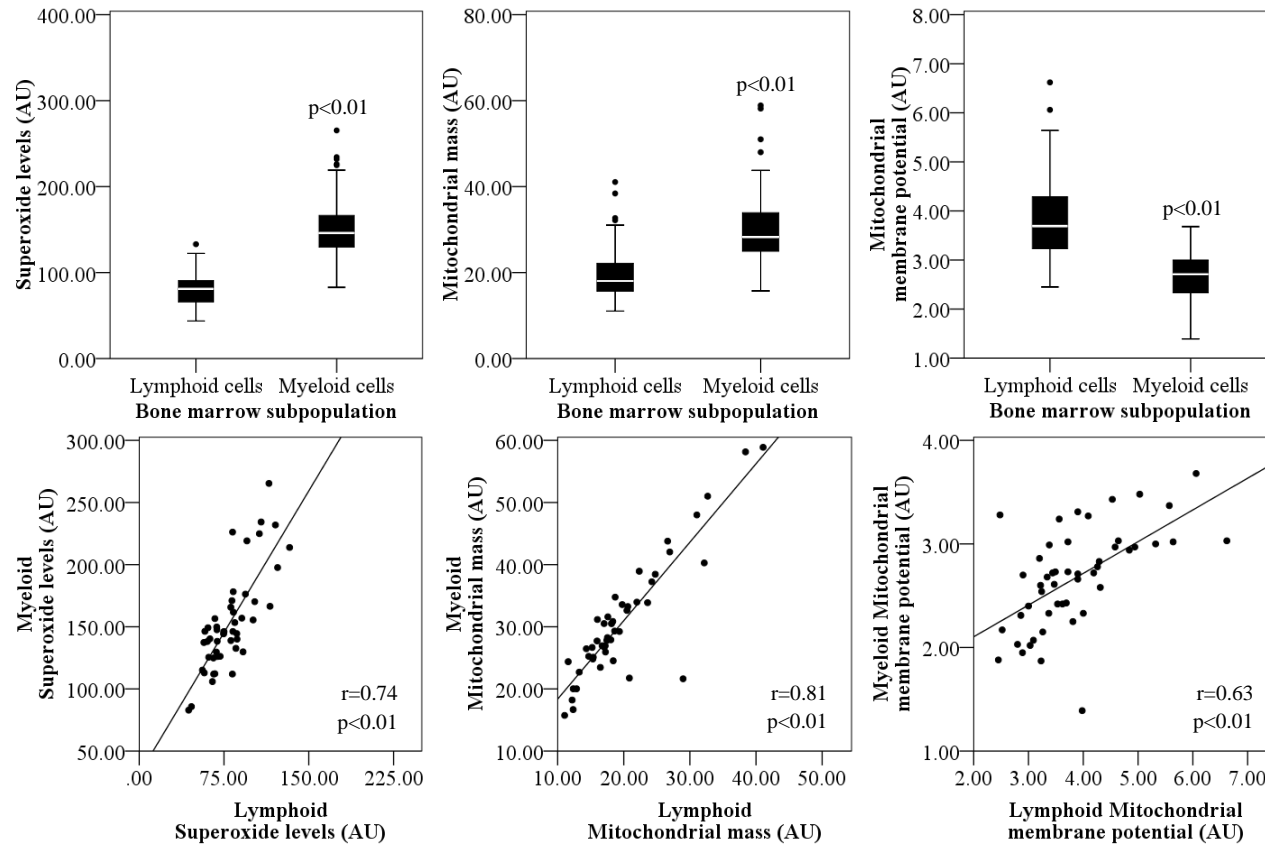 Superoxide levels (AU)
400.00
300.00
200.00
100.00
0.00
p<0.01
Lymphoid cells
Myeloid cells
Bone marrow subpopulation
Mitochondrial mass (AU)
80.00
60.00
40.00
20.00
0.00
p<0.01
Lymphoid cells
Myeloid cells
Bone marrow subpopulation
Mitochondrial
membrane potential (AU)
8.00
7.00
6.00
5.00
4.00
3.00
2.00
1.00
p<0.01
Lymphoid cells
Myeloid cells
Bone marrow subpopulation
Myeloid
Superoxide levels (AU)
300.00
250.00
200.00
150.00
100.00
50.00
r=0.74
p<0.01
.00
75.00
150.00
225.00
Lymphoid
Superoxide levels (AU)
Myeloid
Mitochondrial mass (AU)
60.00
50.00
40.00
30.00
20.00
10.00
r=0.81
p<0.01
10.00
20.00
30.00
40.00
50.00
Lymphoid
Mitochondrial mass (AU)
Myeloid Mitochondrial
membrane potential (AU)
4.00
3.00
2.00
1.00
r=0.63
p<0.01
2.00
3.00
4.00
5.00
6.00
7.00
Lymphoid Mitochondrial
membrane potential (AU)